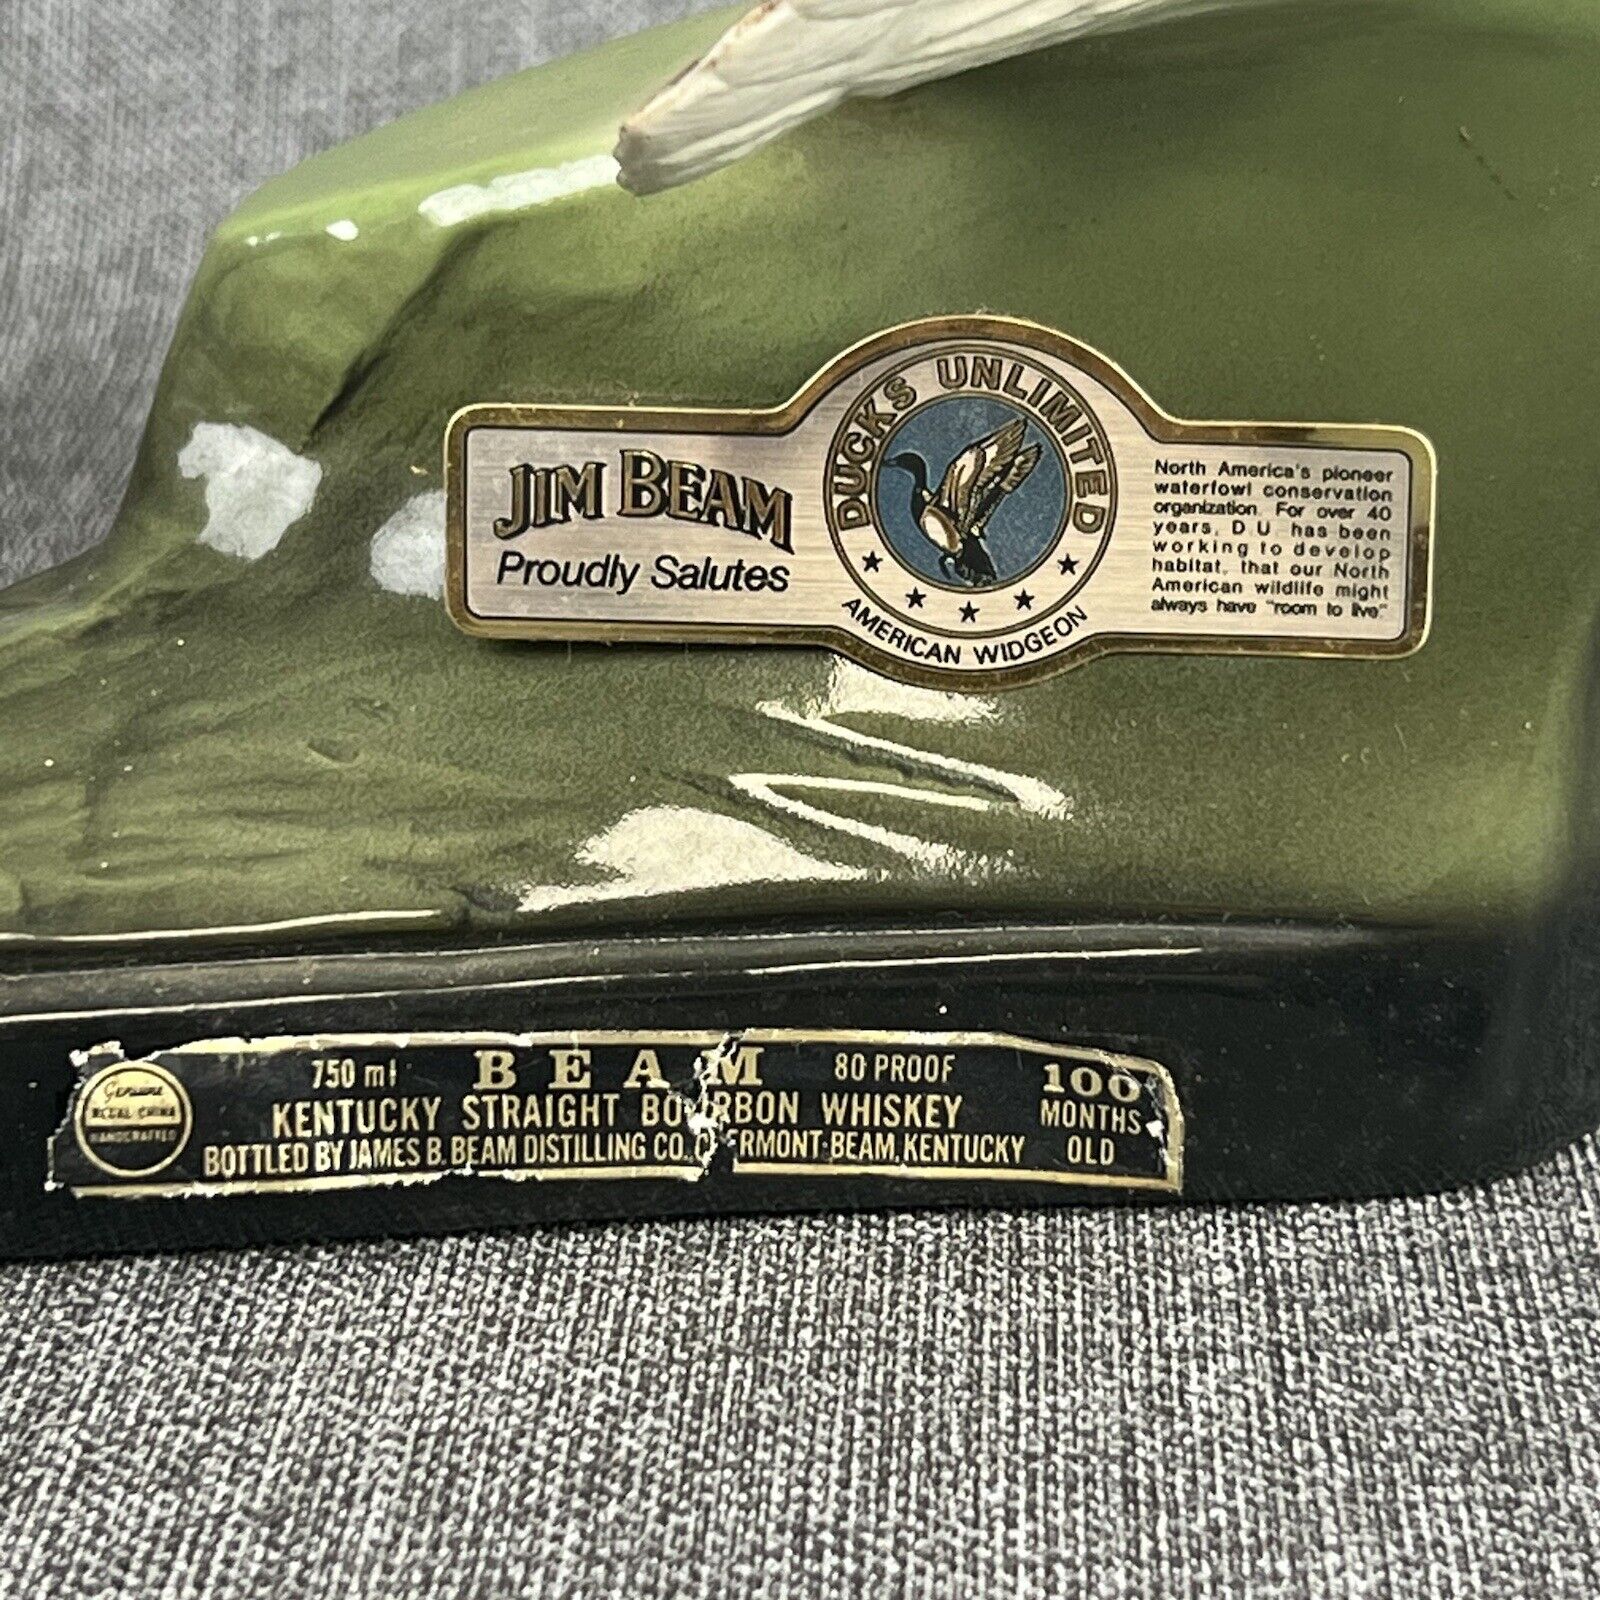 DUCKS UNLIMITED
JIM BEAM
Proudly Salutes
AMERICAN WIDGEON
North America's pioneer
waterfowl conservation
organization. For over 40
years, D.U. has been
working to develop
habitat, that our North
American wildlife might
always have "room to live"
Genuine
REGAL CHINA
HANDCRAFTED
750 ml BEAM 80 PROOF
KENTUCKY STRAIGHT BOURBON WHISKEY
BOTTLED BY JAMES B. BEAM DISTILLING CO. CLERMONT-BEAM, KENTUCKY
100
MONTHS
OLD